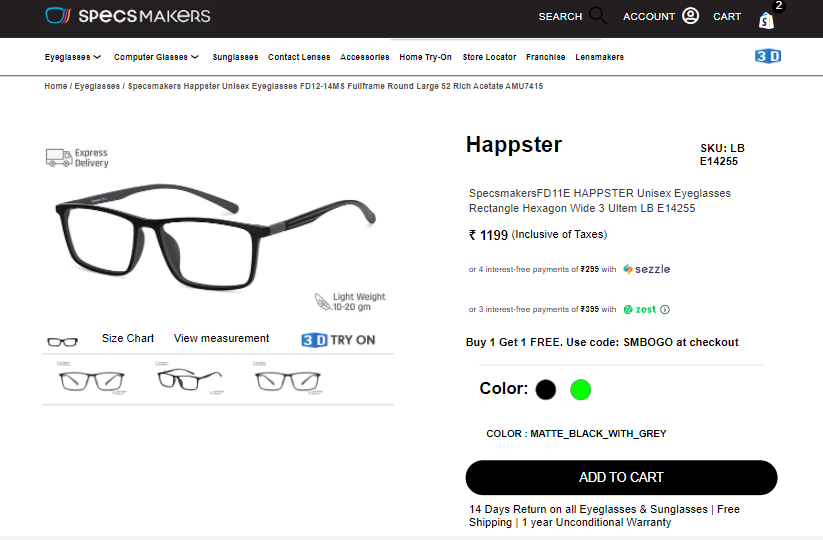 SPECSMAKERS
SEARCH ACCOUNT CART 2
Eyeglasses Computer Glasses Sunglasses Contact Lenses Accessories Home Try-On Store Locator Franchise Lensmakers 3D
Home / Eyeglasses / Specsmakers Happster Unisex Eyeglasses FD12-14MS Fullframe Round Large 52 Rich Acetate AMU7415
Express
Delivery
Light Weight
10-20 gm
Size Chart View measurement 3D TRY ON
Happster
SKU: LB
E14255
SpecsmakersFD11E HAPPSTER Unisex Eyeglasses
Rectangle Hexagon Wide 3 Ultem LB E14255
₹ 1199 (Inclusive of Taxes)
or 4 interest-free payments of ₹299 with sezzle
or 3 interest-free payments of ₹399 with zest
Buy 1 Get 1 FREE. Use code: SMBOGO at checkout
Color:
COLOR : MATTE_BLACK_WITH_GREY
ADD TO CART
14 Days Return on all Eyeglasses & Sunglasses | Free
Shipping | 1 year Unconditional Warranty